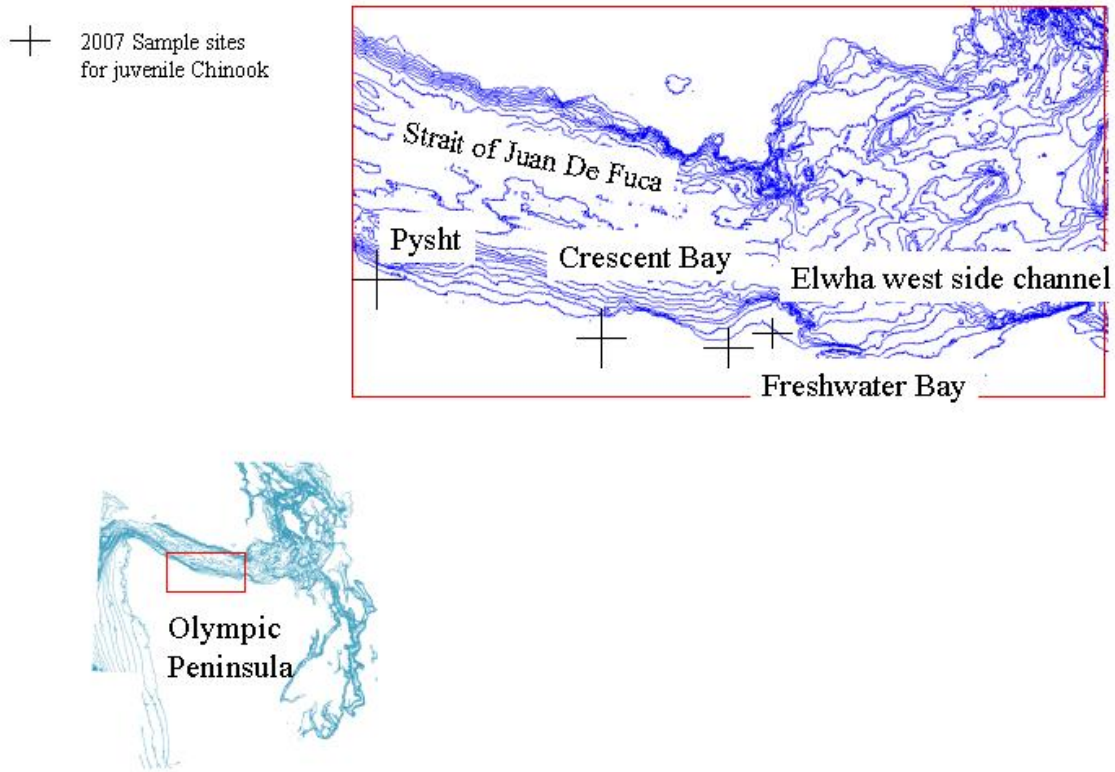 2007 Sample sites
for juvenile Chinook
Strait of Juan De Fuca
Pysht
Crescent Bay
Elwha west side channel
Freshwater Bay
Olympic
Peninsula